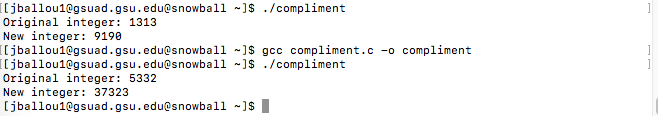 [[jballou1@gsuad.gsu.edu@snowball ~]$ ./compliment ]
Original integer: 1313
New integer: 9190
[[jballou1@gsuad.gsu.edu@snowball ~]$ gcc compliment.c -o compliment ]
[[jballou1@gsuad.gsu.edu@snowball ~]$ ./compliment ]
Original integer: 5332
New integer: 37323
[jballou1@gsuad.gsu.edu@snowball ~]$